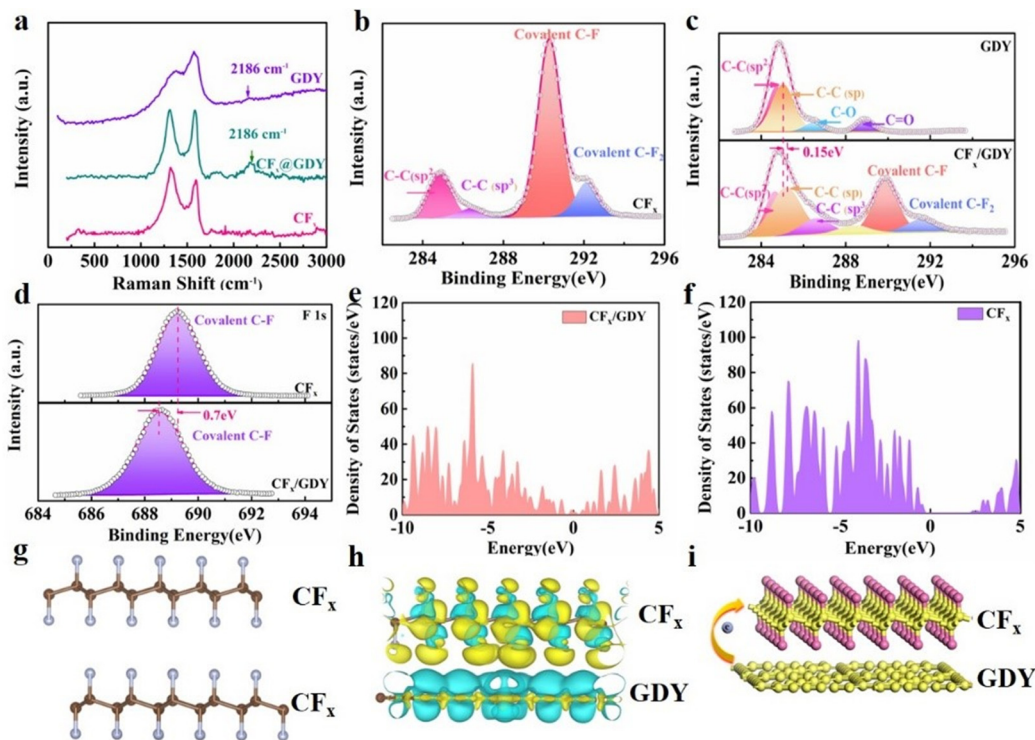 a
Intensity (a.u.)
2186 cm⁻¹
GDY
2186 cm⁻¹
CFₓ@GDY
CFₓ
0 500 1000 1500 2000 2500 3000
Raman Shift (cm⁻¹)
b
Intensity (a.u.)
Covalent C-F
C-C(sp²)
C-C (sp³)
Covalent C-F₂
CFₓ
284 288 292 296
Binding Energy(eV)
c
Intensity (a.u.)
GDY
C-C(sp²)
C-C (sp)
C-O
C=O
CFₓ/GDY
0.15eV
C-C(sp²)
C-C (sp)
C-C (sp³)
Covalent C-F
Covalent C-F₂
284 288 292 296
Binding Energy(eV)
d
Intensity (a.u.)
F 1s
Covalent C-F
CFₓ
0.7eV
Covalent C-F
CFₓ/GDY
684 686 688 690 692 694
Binding Energy(eV)
e
Density of States (states/eV)
CFₓ/GDY
120
100
80
60
40
20
0
-10 -5 0 5
Energy(eV)
f
Density of States (states/eV)
CFₓ
120
100
80
60
40
20
0
-10 -5 0 5
Energy(eV)
g
CFₓ
CFₓ
h
CFₓ
GDY
i
e
CFₓ
GDY